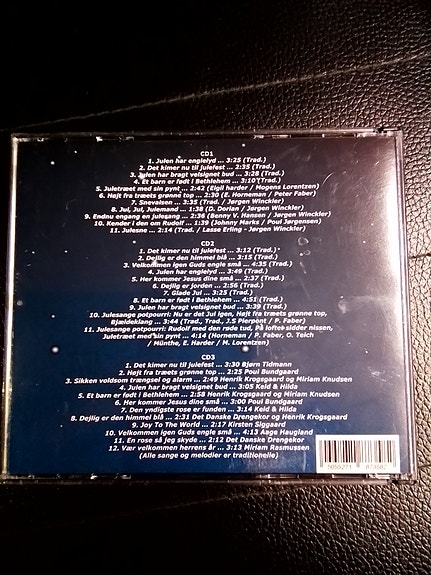 CD1
1. Julen har englelyd ... 3:25 (Trad.)
2. Det kimer nu til julefest ... 2:35 (Trad.)
3. Julen har bragt velsignet bud ... 3:28 (Trad.)
4. Et barn er født i Bethlehem ... 3:10 (Trad.)
5. Juletræet med sin pynt ... 2:42 (Eigil harder / Mogens Lorentzen)
6. Højt fra træets grønne top ... 2:30 (E. Horneman / Peter Faber)
7. Snevalsen ... 3:35 (Trad. / Jørgen Winckler)
8. Jul, Jul, Julemand ... 1:38 (D. Dorian / Jørgen Winckler)
9. Endnu engang en julesang ... 2:36 (Benny V. Hansen / Jørgen Winckler)
10. Kender i den om Rudolf ... 1:39 (Johnny Marks / Poul Jørgensen)
11. Julesne ... 2:14 (Trad. / Lasse Erling - Jørgen Winckler)
CD2
1. Det kimer nu til julefest ... 3:12 (Trad.)
2. Dejlig er den himmel blå ... 3:15 (Trad.)
3. Velkommen igen Guds engle små ... 4:35 (Trad.)
4. Julen har englelyd ... 3:49 (Trad.)
5. Her kommer Jesus dine små ... 2:37 (Trad.)
6. Dejlig er jorden ... 2:56 (Trad.)
7. Glade Jul ... 3:25 (Trad.)
8. Et barn er født i Bethlehem ... 4:51 (Trad.)
9. Julen har bragt velsignet bud ... 3:39 (Trad.)
10. Julesange potpourri: Nu er det Jul igen, Højt fra træets grønne top,
Bjældeklang ... 3:44 (Trad., Trad., J.S Pierpont / P. Faber)
11. Julesange potpourri: Rudolf med den røde tud, På loftet sidder nissen,
Juletræet med sin pynt ... 4:14 (Horneman / P. Faber, O. Teich
/ Münthe, E. Harder / M. Lorentzen)
CD3
1. Det kimer nu til julefest ... 3:30 Bjørn Tidmann
2. Højt fra træets grønne top ... 2:25 Poul Bundgaard
3. Sikken voldsom trængsel og alarm ... 2:49 Henrik Krogsgaard og Miriam Knudsen
4. Julen har bragt velsignet bud ... 3:05 Keld & Hilda
5. Et barn er født i Bethlehem ... 2:58 Henrik Krogsgaard og Miriam Knudsen
6. Her kommer Jesus dine små ... 3:00 Poul Bundgaard
7. Den yndigste rose er funden ... 3:14 Keld & Hilda
8. Dejlig er den himmel blå ... 2:31 Det Danske Drengekor og Henrik Krogsgaard
9. Joy To The World ... 2:17 Kirsten Siggaard
10. Velkommen igen Guds engle små ... 4:13 Aage Haugland
11. En rose så jeg skyde ... 2:12 Det Danske Drengekor
12. Vær velkommen herrens år ... 3:13 Miriam Rasmussen
(Alle sange og melodier er traditionelle)